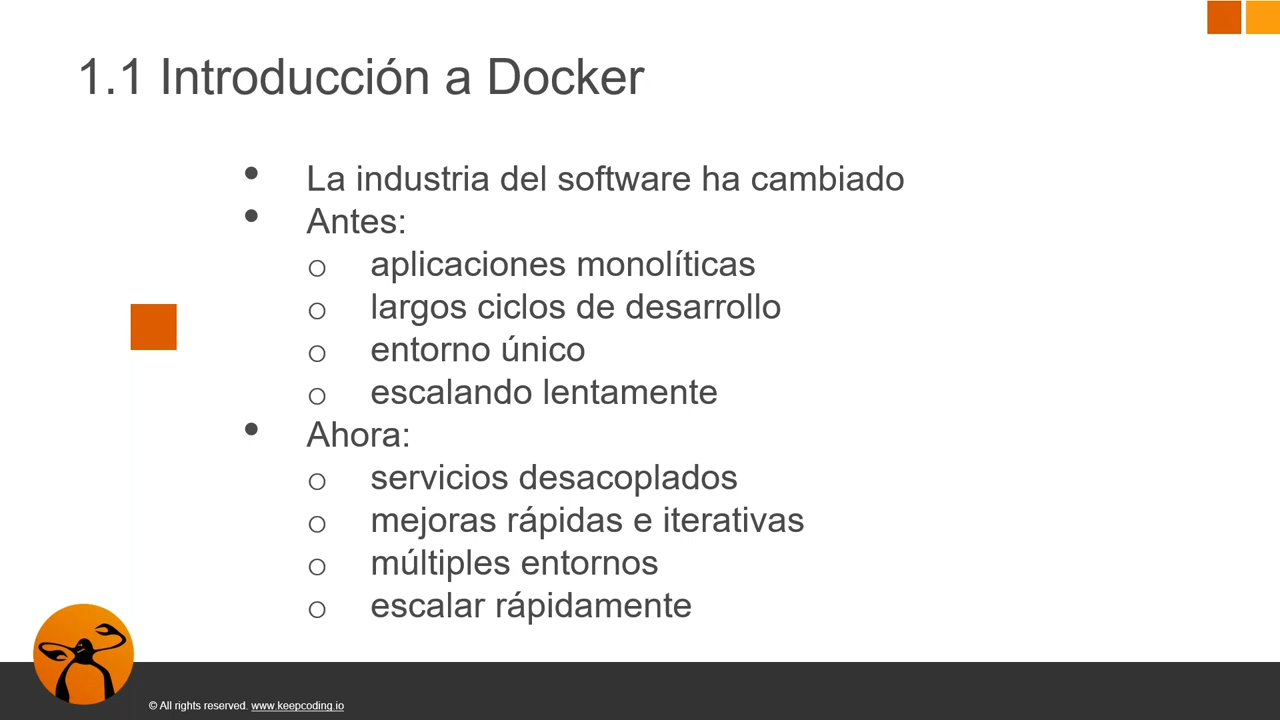 1.1 Introducción a Docker
• La industria del software ha cambiado
• Antes:
o aplicaciones monolíticas
o largos ciclos de desarrollo
o entorno único
o escalando lentamente
• Ahora:
o servicios desacoplados
o mejoras rápidas e iterativas
o múltiples entornos
o escalar rápidamente
© All rights reserved. www.keepcoding.io